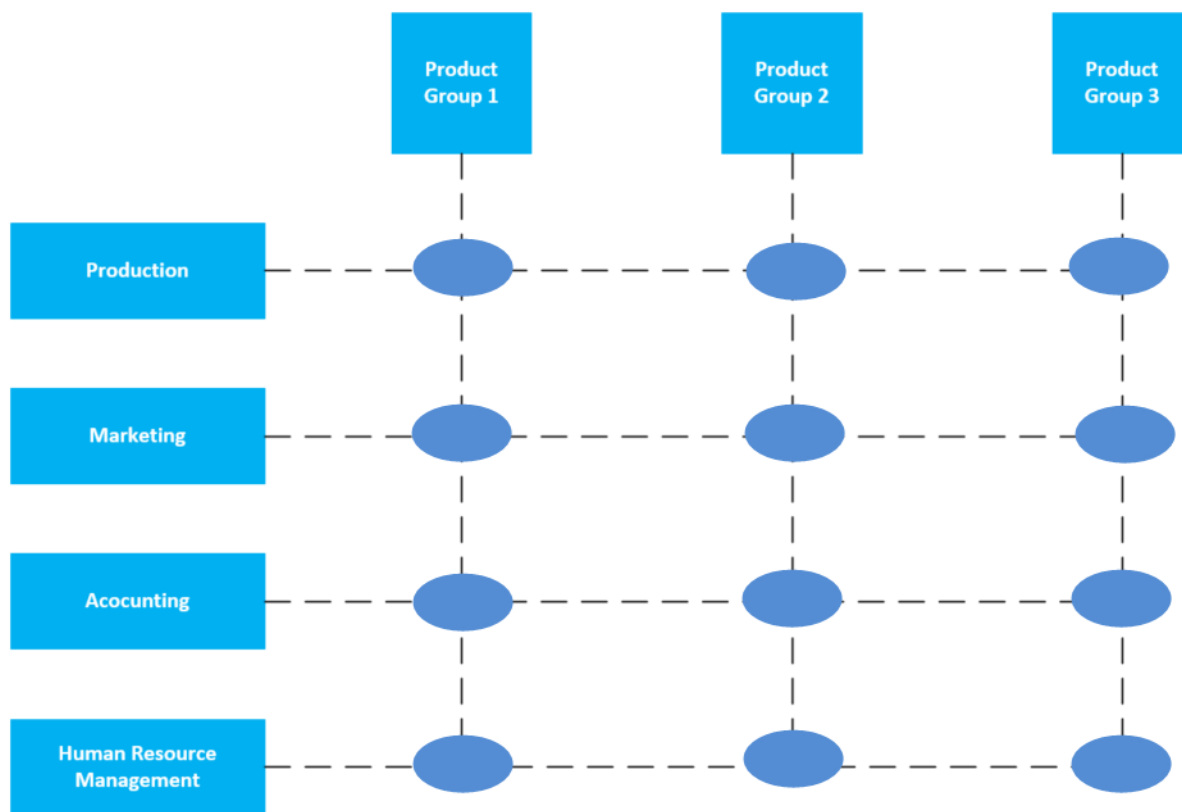 Product
Group 1
Product
Group 2
Product
Group 3
Production
Marketing
Acocunting
Human Resource
Management